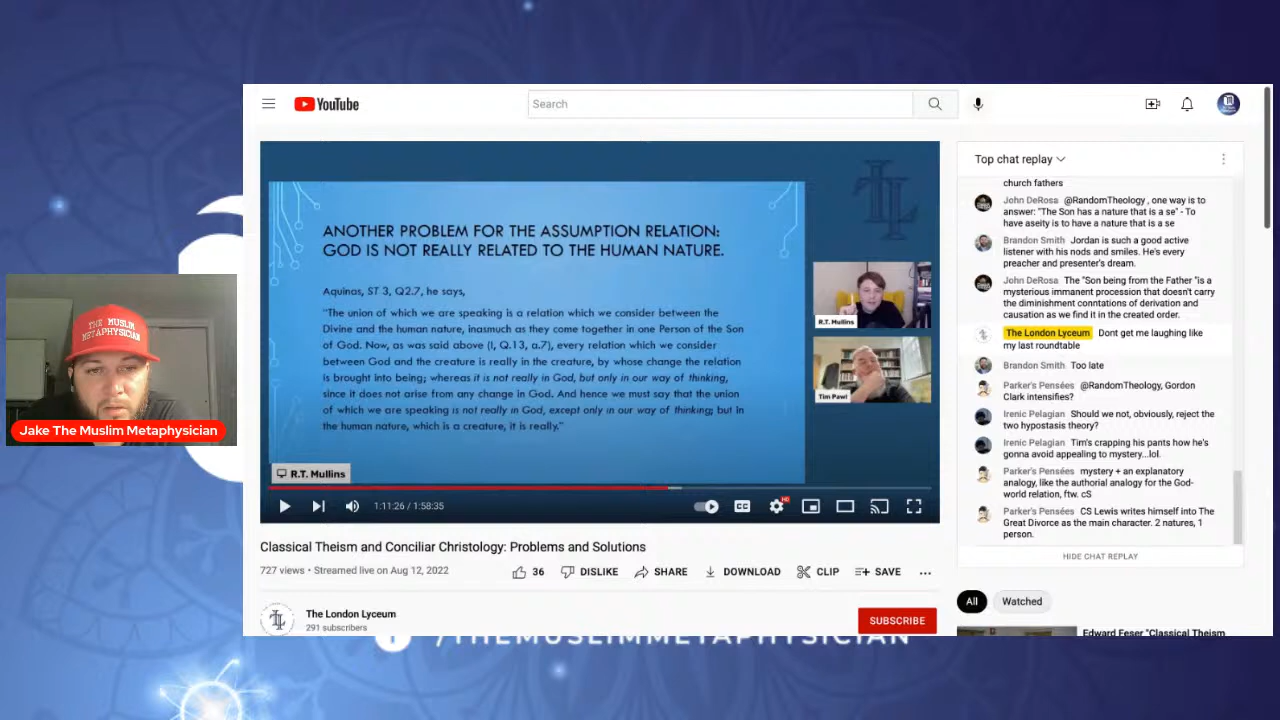 YouTube
Search
ANOTHER PROBLEM FOR THE ASSUMPTION RELATION:
GOD IS NOT REALLY RELATED TO THE HUMAN NATURE.
Aquinas, ST 3, Q2.7, he says,
"The union of which we are speaking is a relation which we consider between the
Divine and the human nature, inasmuch as they come together in one Person of the Son
of God. Now, as was said above (I, Q.13, a.7), every relation which we consider
between God and the creature is really in the creature, by whose change the relation
is brought into being; whereas it is not really in God, but only in our way of thinking,
since it does not arise from any change in God. And hence we must say that the union
of which we are speaking is not really in God, except only in our way of thinking; but in
the human nature, which is a creature, it is really."
R.T. Mullins
R.T. Mullins
Tim Pawl
1:11:26 / 1:58:35
CC
HD
Classical Theism and Conciliar Christology: Problems and Solutions
727 views • Streamed live on Aug 12, 2022
36
DISLIKE
SHARE
DOWNLOAD
CLIP
SAVE
The London Lyceum
291 subscribers
SUBSCRIBE
Top chat replay
church fathers
John DeRosa @RandomTheology , one way is to
answer: "The Son has a nature that is a se" - To
have aseity is to have a nature that is a se
Brandon Smith Jordan is such a good active
listener with his nods and smiles. He's every
preacher and presenter's dream.
John DeRosa The "Son being from the Father "is a
mysterious immanent procession that doesn't carry
the diminishment conntations of derivation and
causation as we find it in the created order.
The London Lyceum Dont get me laughing like
my last roundtable
Brandon Smith Too late
Parker's Pensées @RandomTheology, Gordon
Clark intensifies?
Irenic Pelagian Should we not, obviously, reject the
two hypostasis theory?
Irenic Pelagian Tim's crapping his pants how he's
gonna avoid appealing to mystery...lol.
Parker's Pensées mystery + an explanatory
analogy, like the authorial analogy for the God-
world relation, ftw. cS
Parker's Pensées CS Lewis writes himself into The
Great Divorce as the main character. 2 natures, 1
person.
HIDE CHAT REPLAY
All
Watched
Edward Feser "Classical Theism
THE MUSLIM
METAPHYSICIAN
Jake The Muslim Metaphysician
/THEMUSLIMMETAPHYSICIAN